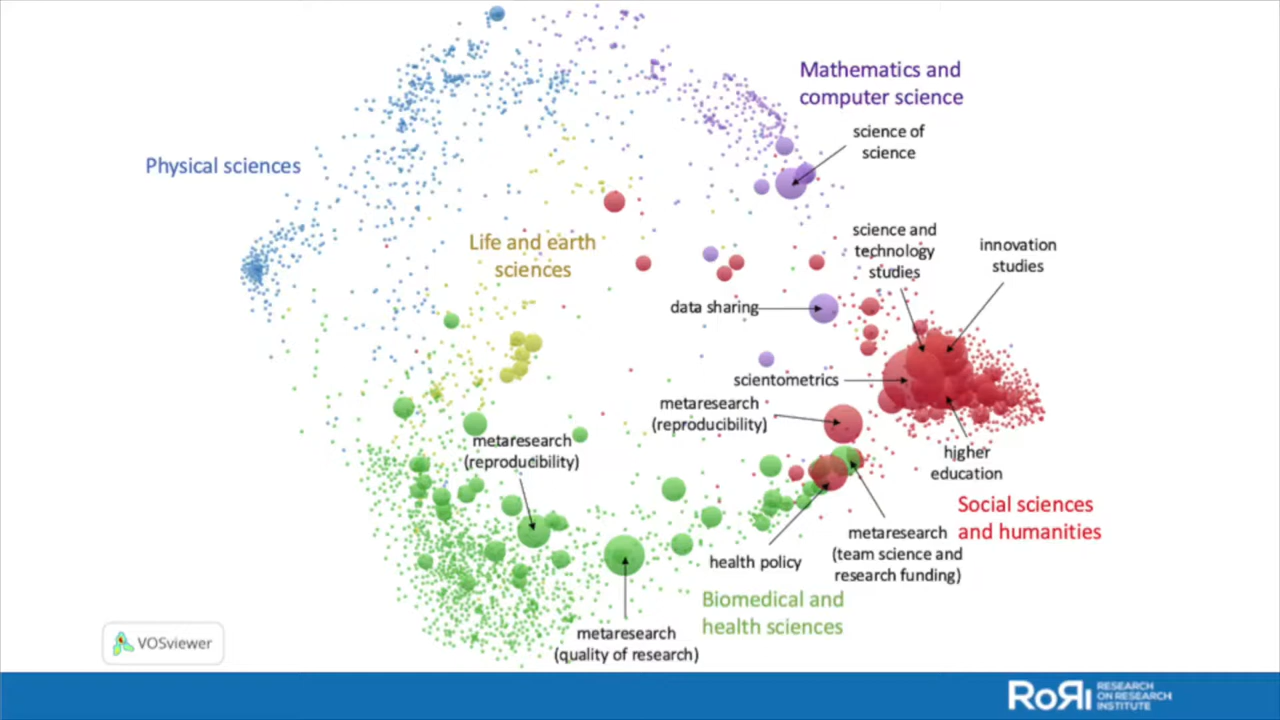 Mathematics and
computer science
science of
science
Physical sciences
Life and earth
sciences
science and
technology
studies
innovation
studies
data sharing
scientometrics
metaresearch
(reproducibility)
metaresearch
(reproducibility)
higher
education
Social sciences
and humanities
metaresearch
(team science and
research funding)
health policy
Biomedical and
health sciences
metaresearch
(quality of research)
VOSviewer
RoRI
RESEARCH
ON RESEARCH
INSTITUTE